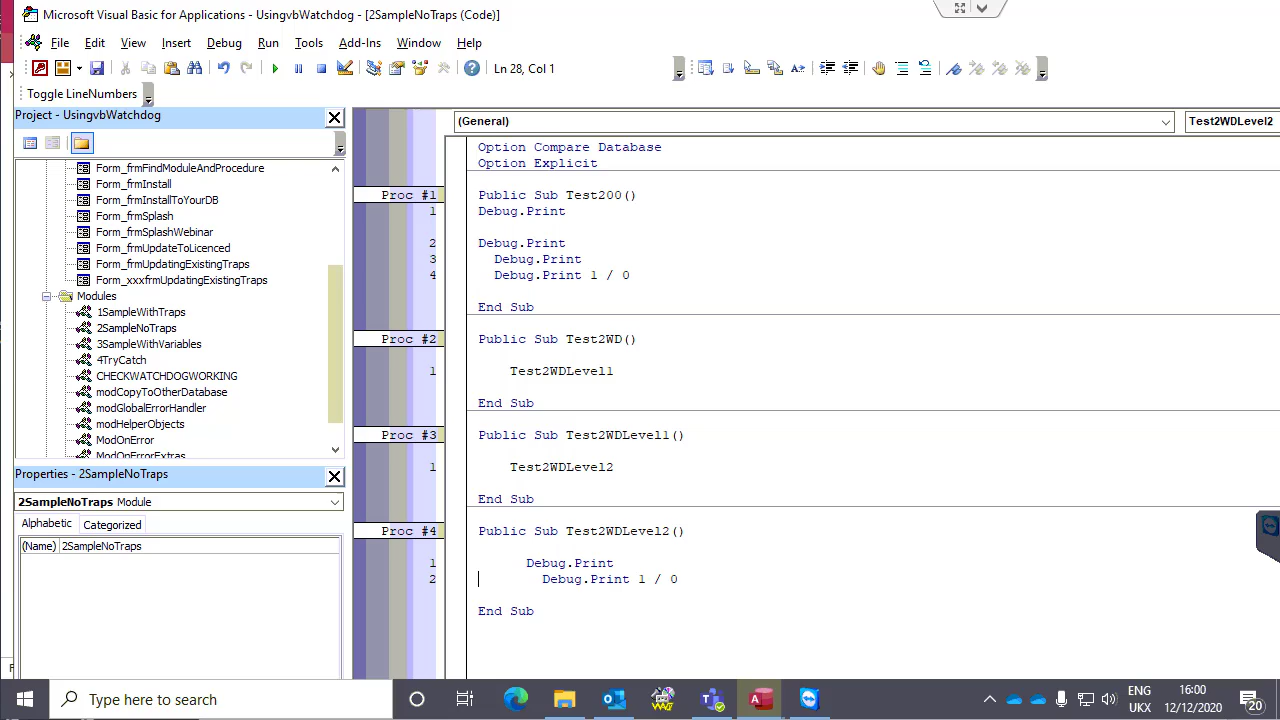 Microsoft Visual Basic for Applications - UsingvbWatchdog - [2SampleNoTraps (Code)]
File Edit View Insert Format Debug Run Tools Add-Ins Window Help
Ln 28, Col 1
Toggle LineNumbers
Project - UsingvbWatchdog
Form_frmFindModuleAndProcedure
Form_frmInstall
Form_frmInstallToYourDB
Form_frmSplash
Form_frmSplashWebinar
Form_frmUpdateToLicenced
Form_frmUpdatingExistingTraps
Form_xxxfrmUpdatingExistingTraps
Modules
1SampleWithTraps
2SampleNoTraps
3SampleWithVariables
4TryCatch
CHECKWATCHDOGWORKING
modCopyToOtherDatabase
modGlobalErrorHandler
modHelperObjects
ModOnError
ModOnErrorExtras
Properties - 2SampleNoTraps
2SampleNoTraps Module
Alphabetic Categorized
(Name) 2SampleNoTraps
(General) Test2WDLevel2
Option Compare Database
Option Explicit
Proc #1 Public Sub Test200()
1 Debug.Print
2 Debug.Print
3 Debug.Print
4 Debug.Print 1 / 0
End Sub
Proc #2 Public Sub Test2WD()
1 Test2WDLevel1
End Sub
Proc #3 Public Sub Test2WDLevel1()
1 Test2WDLevel2
End Sub
Proc #4 Public Sub Test2WDLevel2()
1 Debug.Print
2 Debug.Print 1 / 0
End Sub
Type here to search
ENG
UKX
16:00
12/12/2020
20